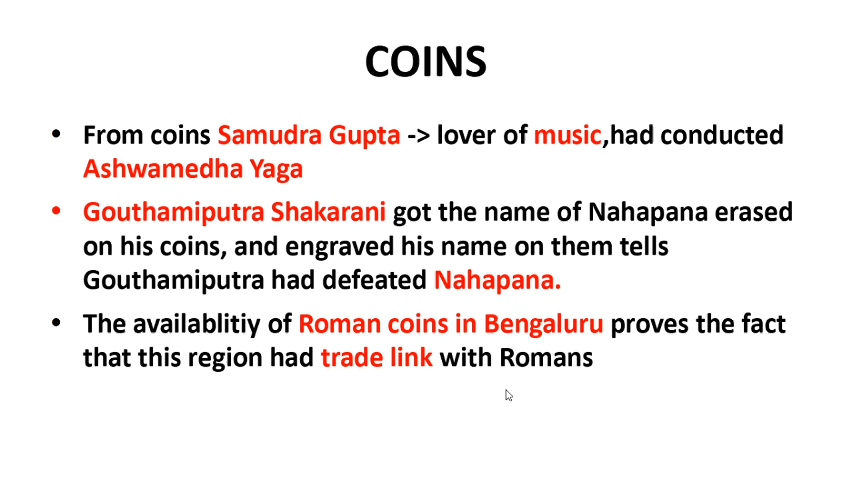 COINS
• From coins Samudra Gupta -> lover of music,had conducted
Ashwamedha Yaga
• Gouthamiputra Shakarani got the name of Nahapana erased
on his coins, and engraved his name on them tells
Gouthamiputra had defeated Nahapana.
• The availablitiy of Roman coins in Bengaluru proves the fact
that this region had trade link with Romans